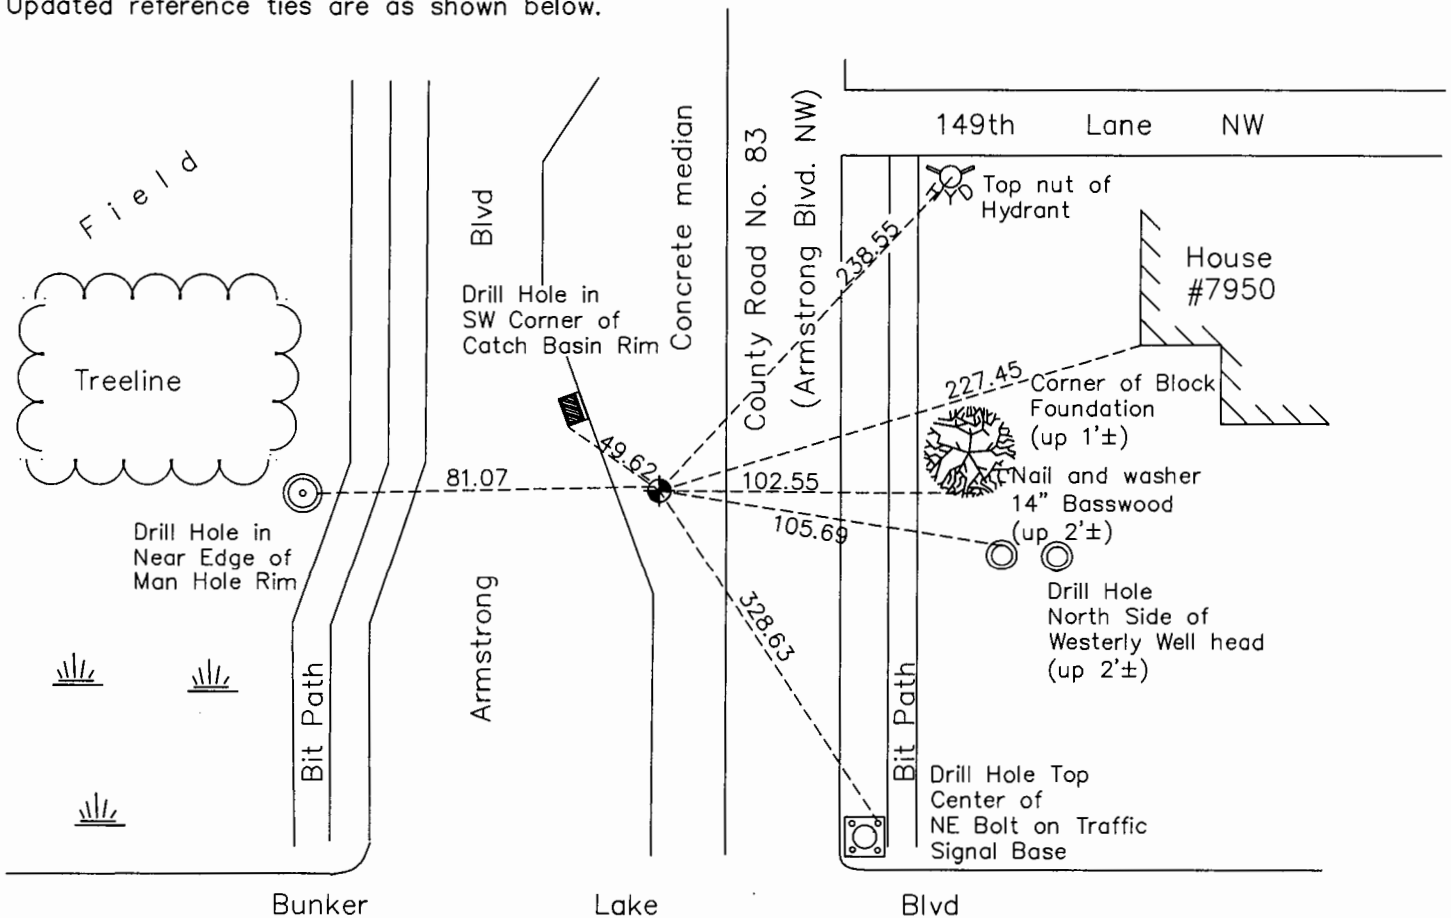 Updated reference ties are as shown below.
149th Lane NW
Field
Top nut of
Hydrant
HYD
238.55
Blvd
Concrete median
County Road No. 83
(Armstrong Blvd. NW)
House
#7950
Drill Hole in
SW Corner of
Catch Basin Rim
Treeline
227.45
Corner of Block
Foundation
(up 1'±)
49.62
81.07
102.55
Nail and washer
14" Basswood
(up 2'±)
105.69
Drill Hole in
Near Edge of
Man Hole Rim
Drill Hole
North Side of
Westerly Well head
(up 2'±)
328.63
Armstrong
Bit Path
Bit Path
Drill Hole Top
Center of
NE Bolt on Traffic
Signal Base
Bunker Lake Blvd